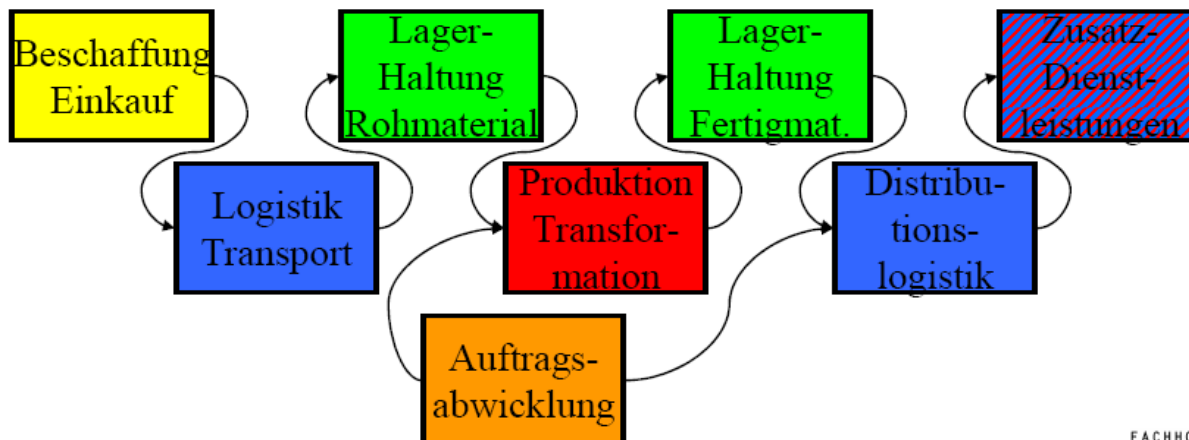 Beschaffung
Einkauf
Lager-
Haltung
Rohmaterial
Lager-
Haltung
Fertigmat.
Zusatz-
Dienst-
leistungen
Logistik
Transport
Produktion
Transfor-
mation
Distribu-
tions-
logistik
Auftrags-
abwicklung